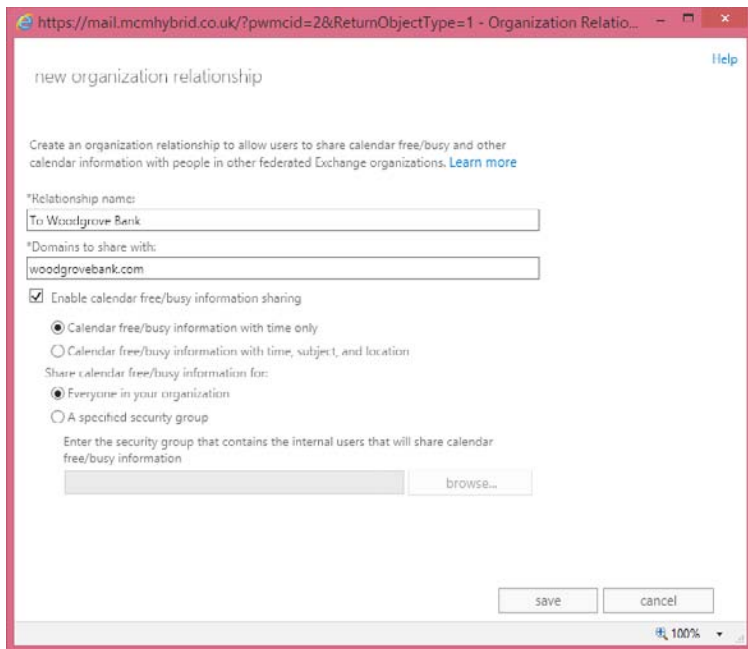 https://mail.mcmhybrid.co.uk/?pwmcid=2&ReturnObjectType=1 - Organization Relatio...
Help
new organization relationship
Create an organization relationship to allow users to share calendar free/busy and other
calendar information with people in other federated Exchange organizations. Learn more
*Relationship name:
To Woodgrove Bank
*Domains to share with:
woodgrovebank.com
Enable calendar free/busy information sharing
Calendar free/busy information with time only
Calendar free/busy information with time, subject, and location
Share calendar free/busy information for:
Everyone in your organization
A specified security group
Enter the security group that contains the internal users that will share calendar
free/busy information
browse...
save cancel
100%